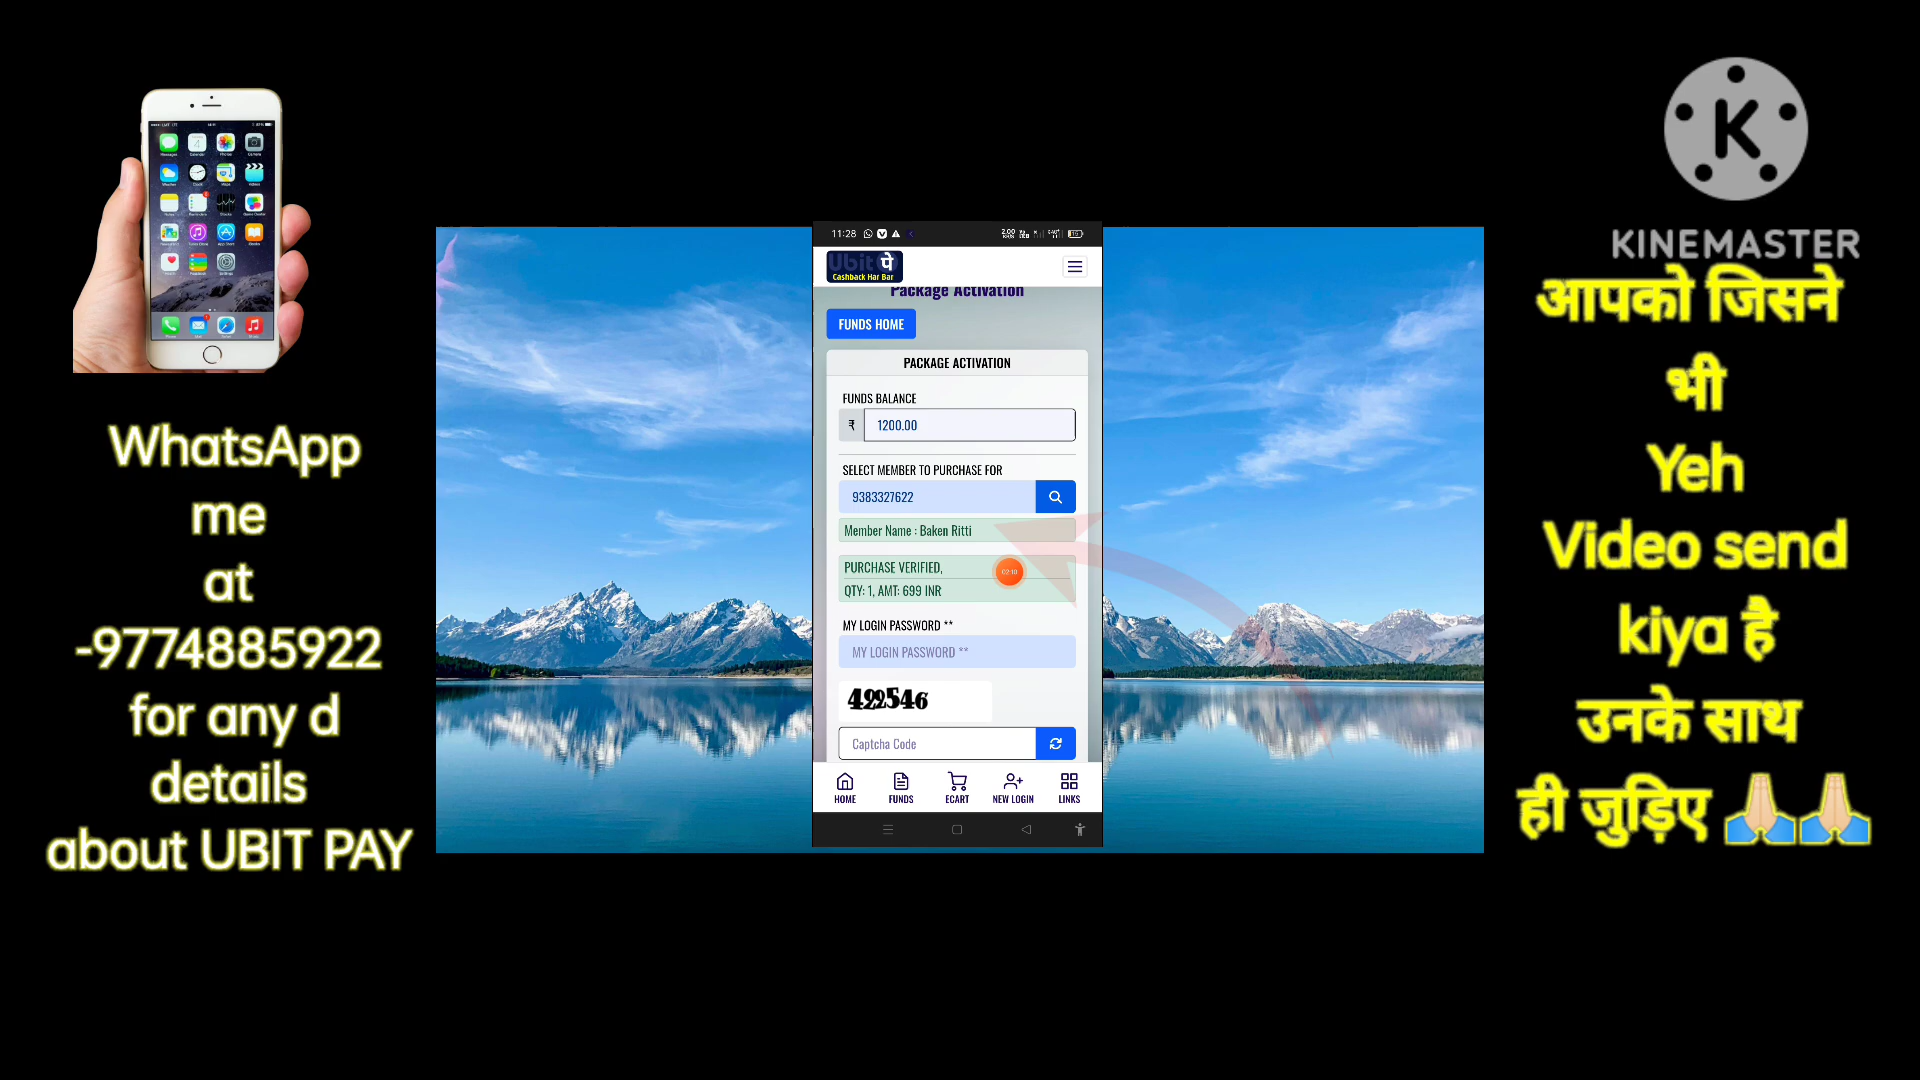 WhatsApp
me
at
-9774885922
for any d
details
about UBIT PAY
11:28
Ubit पे
Cashback Har Bar
Package Activation
FUNDS HOME
PACKAGE ACTIVATION
FUNDS BALANCE
₹ 1200.00
SELECT MEMBER TO PURCHASE FOR
9383327622
Member Name : Baken Ritti
PURCHASE VERIFIED,
02:10
QTY: 1, AMT: 699 INR
MY LOGIN PASSWORD **
MY LOGIN PASSWORD **
422546
Captcha Code
HOME FUNDS ECART NEW LOGIN LINKS
K
KINEMASTER
आपको जिसने
भी
Yeh
Video send
kiya है
उनके साथ
ही जुड़िए 🙏🏻🙏🏻